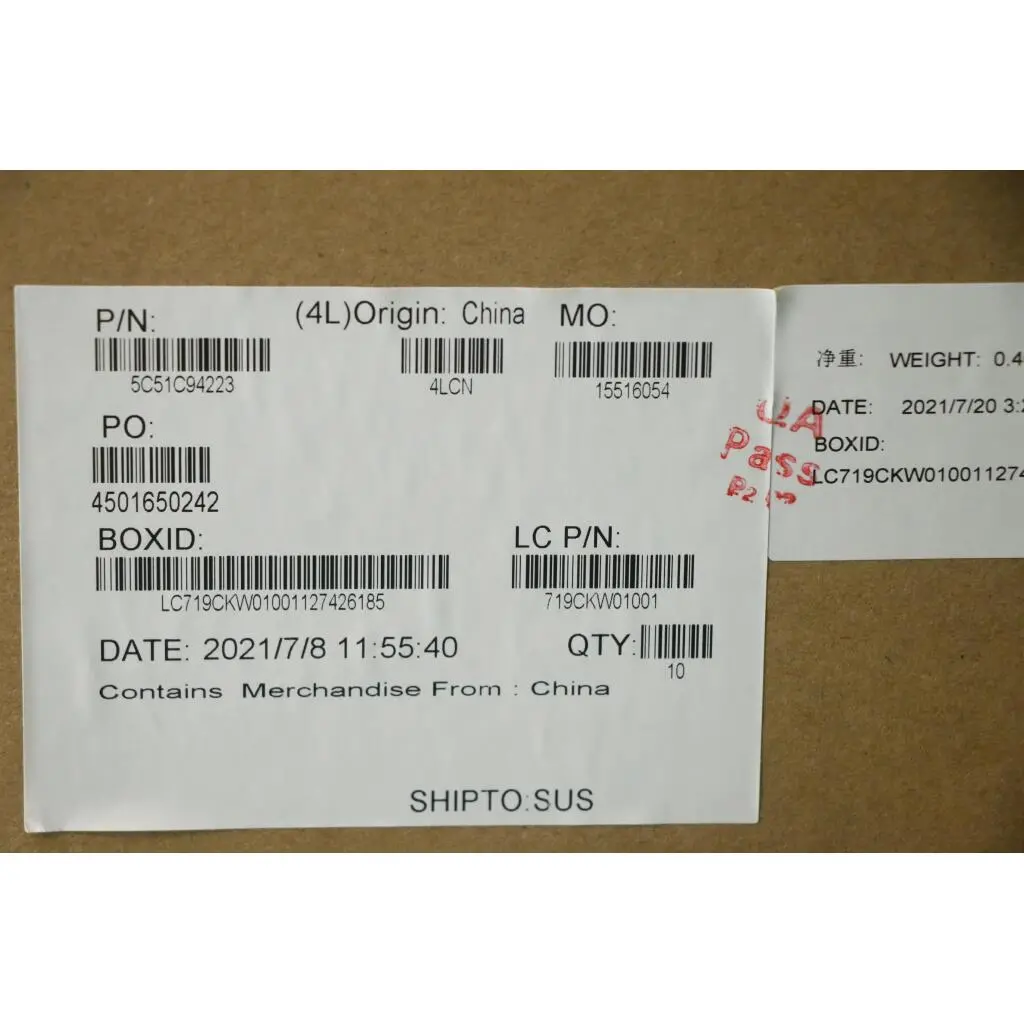 P/N: (4L)Origin: China MO:
5C51C94223 4LCN 15516054
PO:
4501650242
BOXID: LC P/N:
LC719CKW01001127426185 719CKW01001
DATE: 2021/7/8 11:55:40 QTY:
10
Contains Merchandise From : China
SHIPTO:SUS
QA
Pass
净重: WEIGHT: 0.4
DATE: 2021/7/20 3:2
BOXID:
LC719CKW010011274